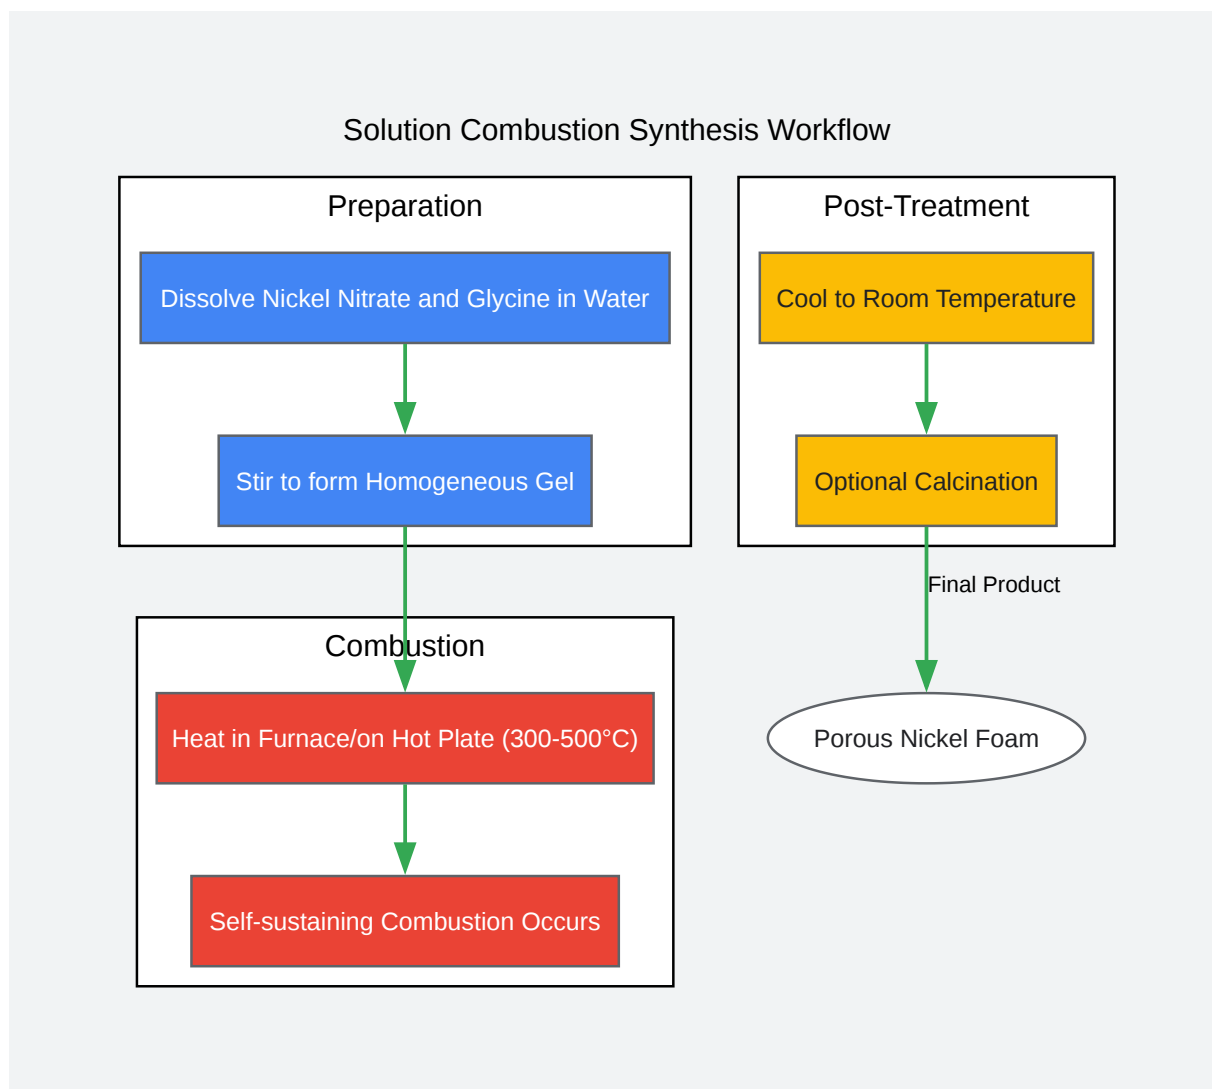 Solution Combustion Synthesis Workflow
Preparation
Dissolve Nickel Nitrate and Glycine in Water
Stir to form Homogeneous Gel
Combustion
Heat in Furnace/on Hot Plate (300-500°C)
Self-sustaining Combustion Occurs
Post-Treatment
Cool to Room Temperature
Optional Calcination
Final Product
Porous Nickel Foam